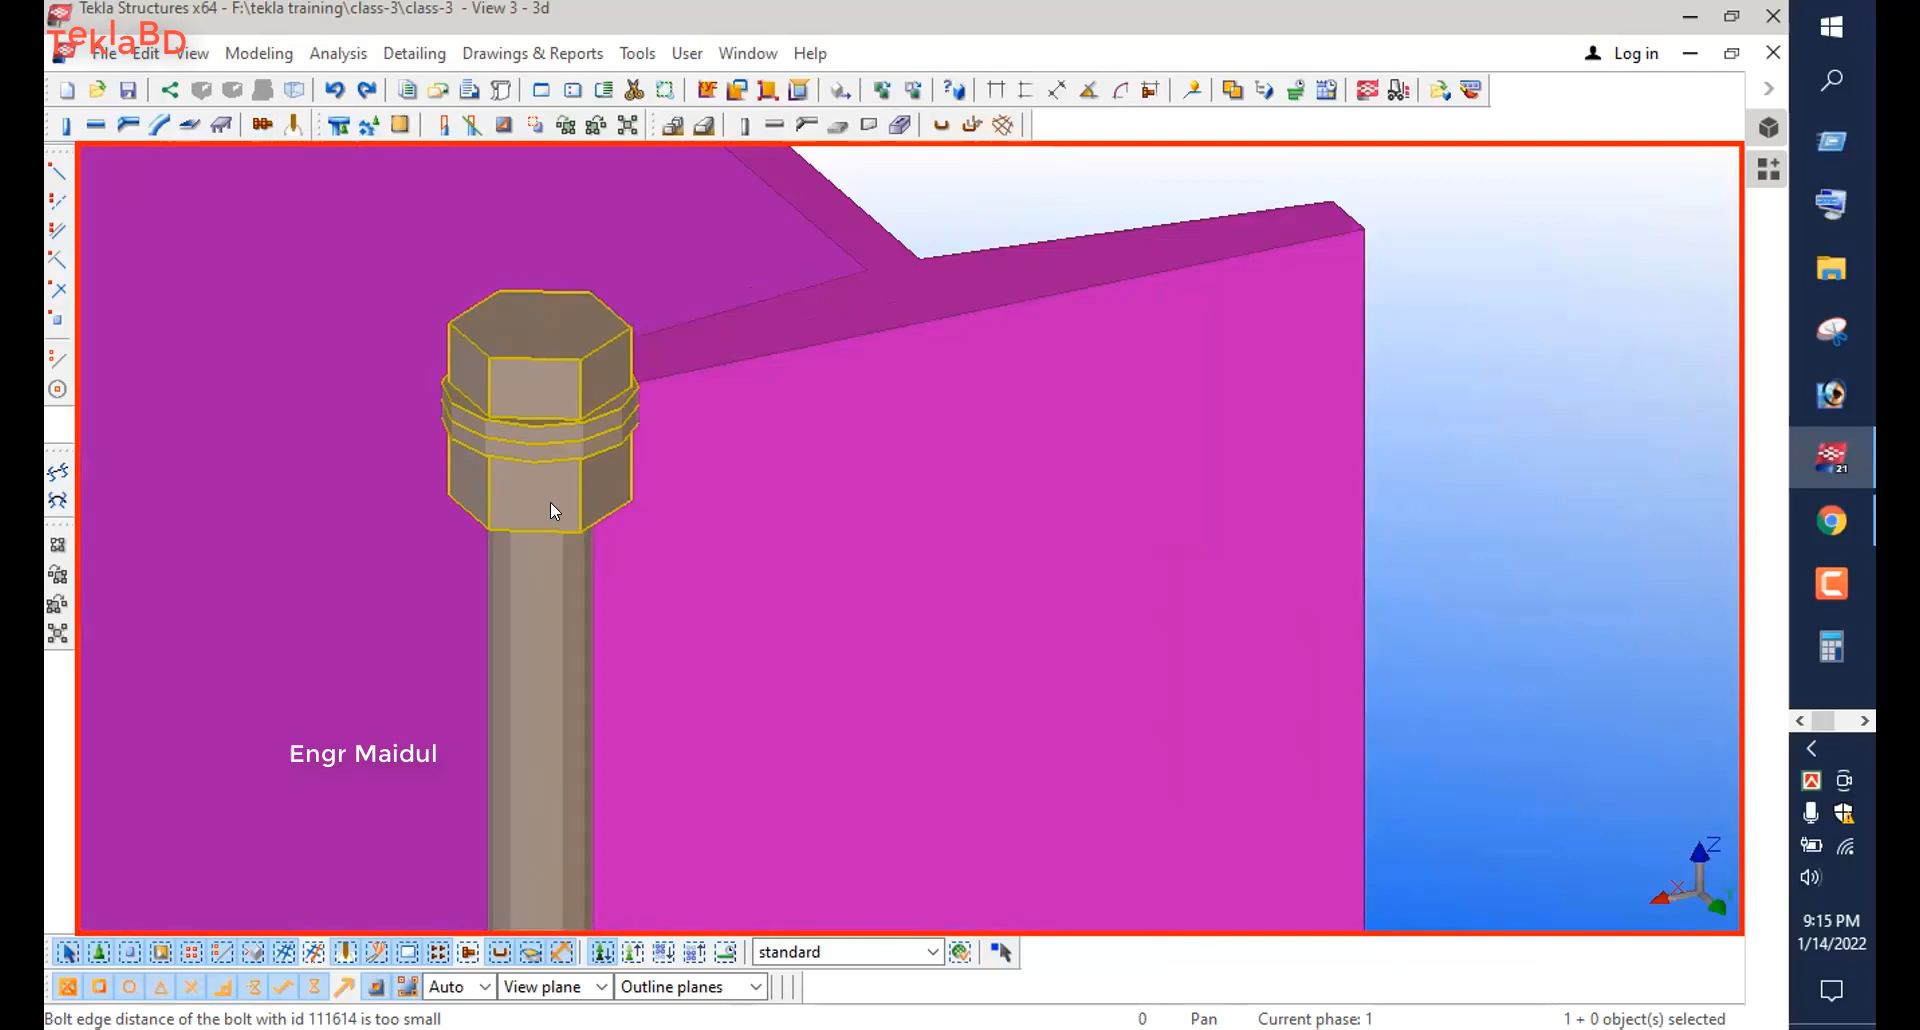 Tekla Structures x64 - F:\tekla training\class-3\class-3 - View 3 - 3d
TeklaBD
File Edit View Modeling Analysis Detailing Drawings & Reports Tools User Window Help
Log in
21
Engr Maidul
Z
X
Y
9:15 PM
1/14/2022
standard
Auto
View plane
Outline planes
Bolt edge distance of the bolt with id 111614 is too small
0
Pan
Current phase: 1
1 + 0 object(s) selected